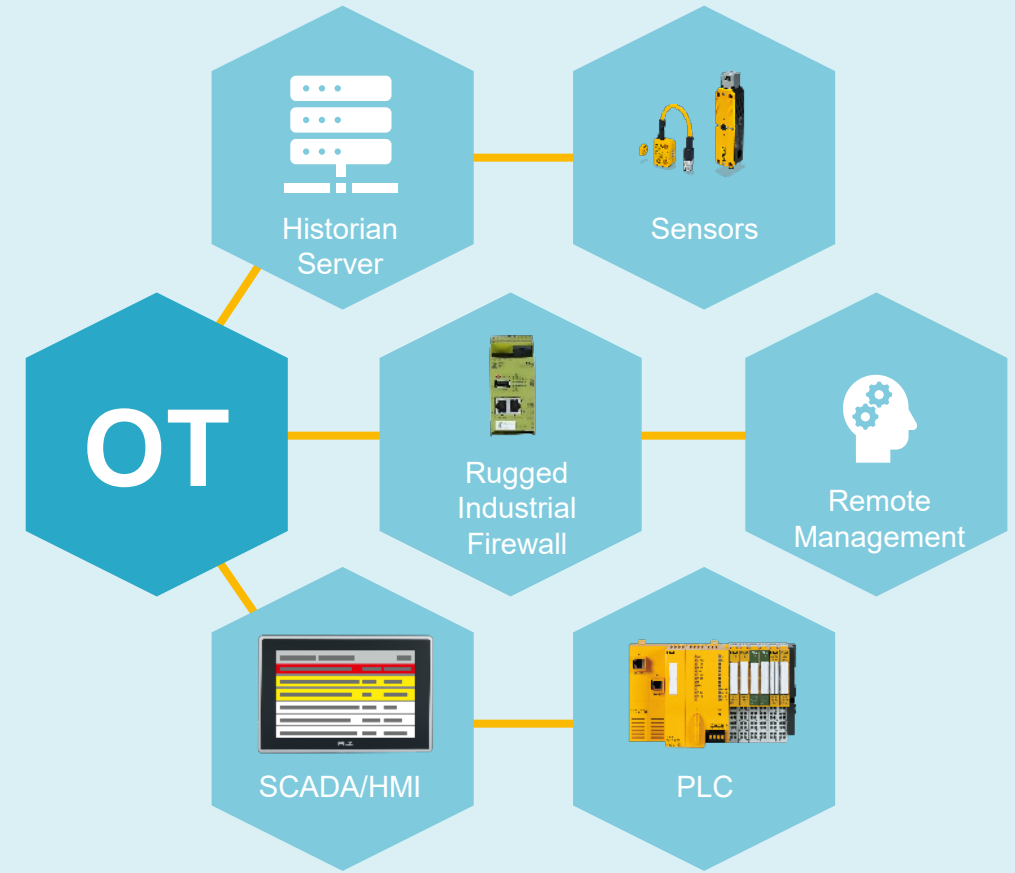 Historian
Server
Sensors
OT
Rugged
Industrial
Firewall
Remote
Management
SCADA/HMI
PLC